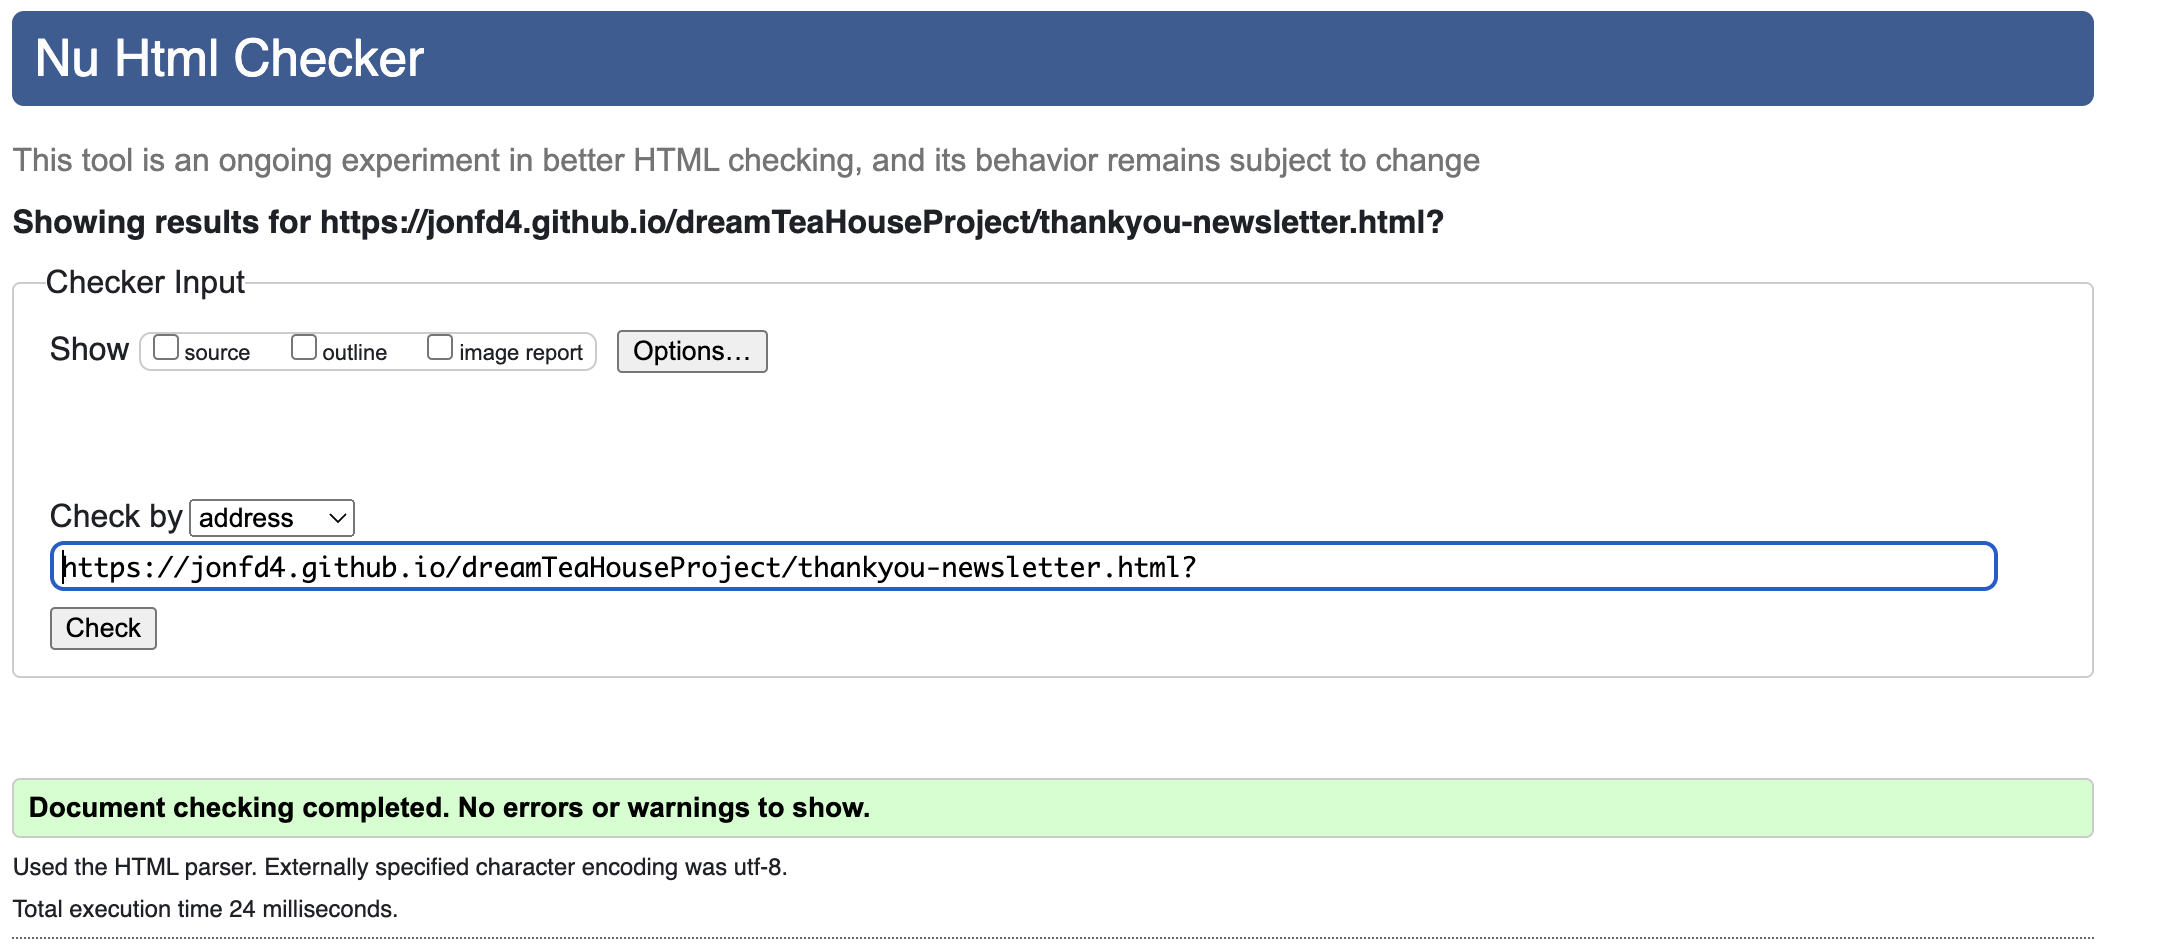 Nu Html Checker
This tool is an ongoing experiment in better HTML checking, and its behavior remains subject to change
Showing results for https://jonfd4.github.io/dreamTeaHouseProject/thankyou-newsletter.html?
Checker Input
Show source outline image report Options…
Check by address
https://jonfd4.github.io/dreamTeaHouseProject/thankyou-newsletter.html?
Check
Document checking completed. No errors or warnings to show.
Used the HTML parser. Externally specified character encoding was utf-8.
Total execution time 24 milliseconds.